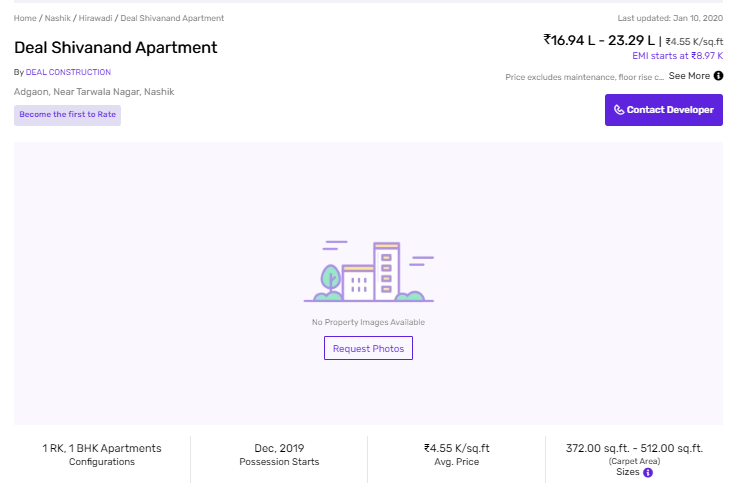 Home / Nashik / Hirawadi / Deal Shivanand Apartment
Last updated: Jan 10, 2020
Deal Shivanand Apartment
₹16.94 L - 23.29 L | ₹4.55 K/sq.ft
EMI starts at ₹8.97 K
By DEAL CONSTRUCTION
Price excludes maintenance, floor rise c... See More
Adgaon, Near Tarwala Nagar, Nashik
Become the first to Rate
Contact Developer
No Property Images Available
Request Photos
1 RK, 1 BHK Apartments
Configurations
Dec, 2019
Possession Starts
₹4.55 K/sq.ft
Avg. Price
372.00 sq.ft. - 512.00 sq.ft.
(Carpet Area)
Sizes